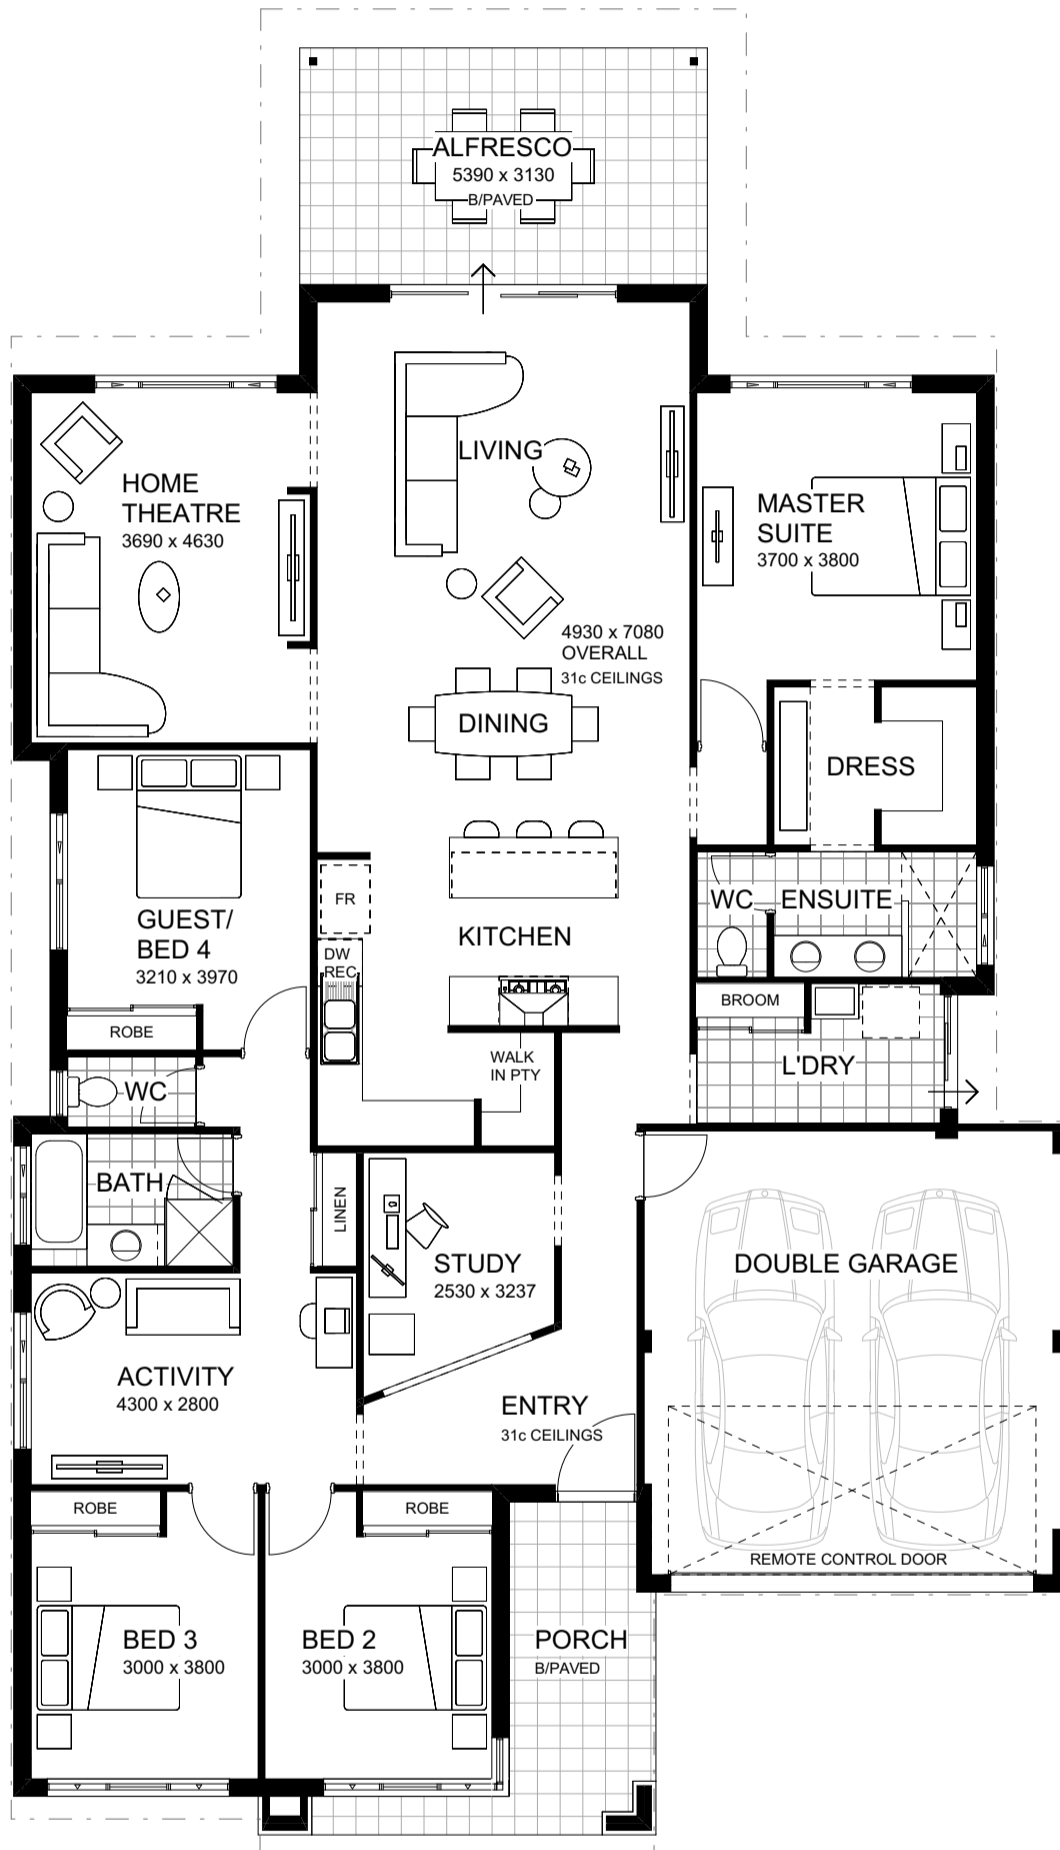 ALFRESCO
5390 x 3130
B/PAVED
HOME
THEATRE
3690 x 4630
LIVING
MASTER
SUITE
3700 x 3800
4930 x 7080
OVERALL
31c CEILINGS
DINING
DRESS
GUEST/
BED 4
3210 x 3970
FR
KITCHEN
WC
ENSUITE
DW
REC
ROBE
BROOM
WALK
IN PTY
L'DRY
WC
BATH
LINEN
STUDY
2530 x 3237
DOUBLE GARAGE
ACTIVITY
4300 x 2800
ENTRY
31c CEILINGS
ROBE
ROBE
REMOTE CONTROL DOOR
BED 3
3000 x 3800
BED 2
3000 x 3800
PORCH
B/PAVED